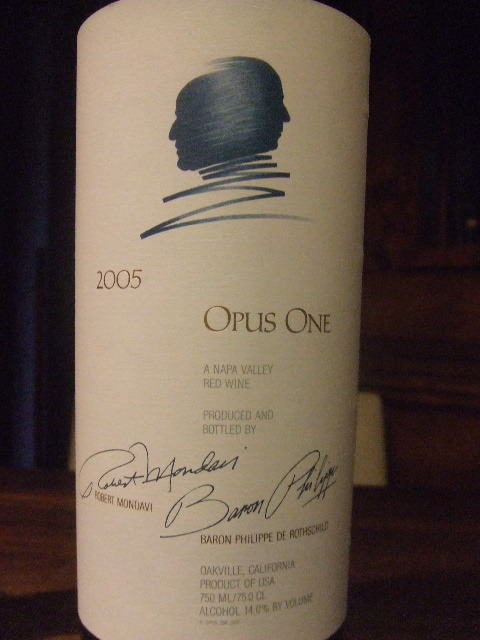 2005
OPUS ONE
A NAPA VALLEY
RED WINE
PRODUCED AND
BOTTLED BY
Robert Mondavi
ROBERT MONDAVI
Baron Philippe
BARON PHILIPPE DE ROTHSCHILD
OAKVILLE, CALIFORNIA
PRODUCT OF USA
750 ML/75.0 CL
ALCOHOL 14.0% BY VOLUME